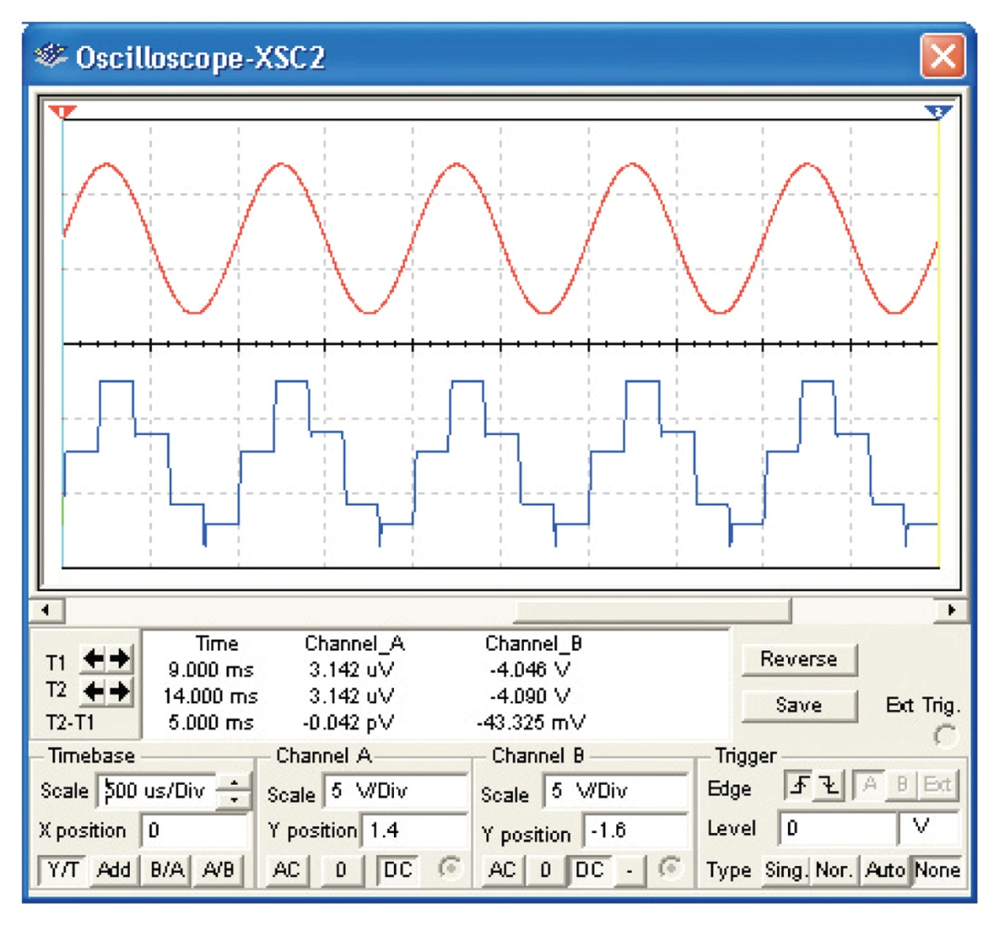 Oscilloscope-XSC2
1 2
Time Channel_A Channel_B
T1 9.000 ms 3.142 uV -4.046 V
T2 14.000 ms 3.142 uV -4.090 V
T2-T1 5.000 ms -0.042 pV -43.325 mV
Reverse
Save
Ext Trig.
Timebase
Scale 500 us/Div
X position 0
Y/T Add B/A A/B
Channel A
Scale 5 V/Div
Y position 1.4
AC 0 DC
Channel B
Scale 5 V/Div
Y position -1.6
AC 0 DC -
Trigger
Edge A B Ext
Level 0 V
Type Sing. Nor. Auto None